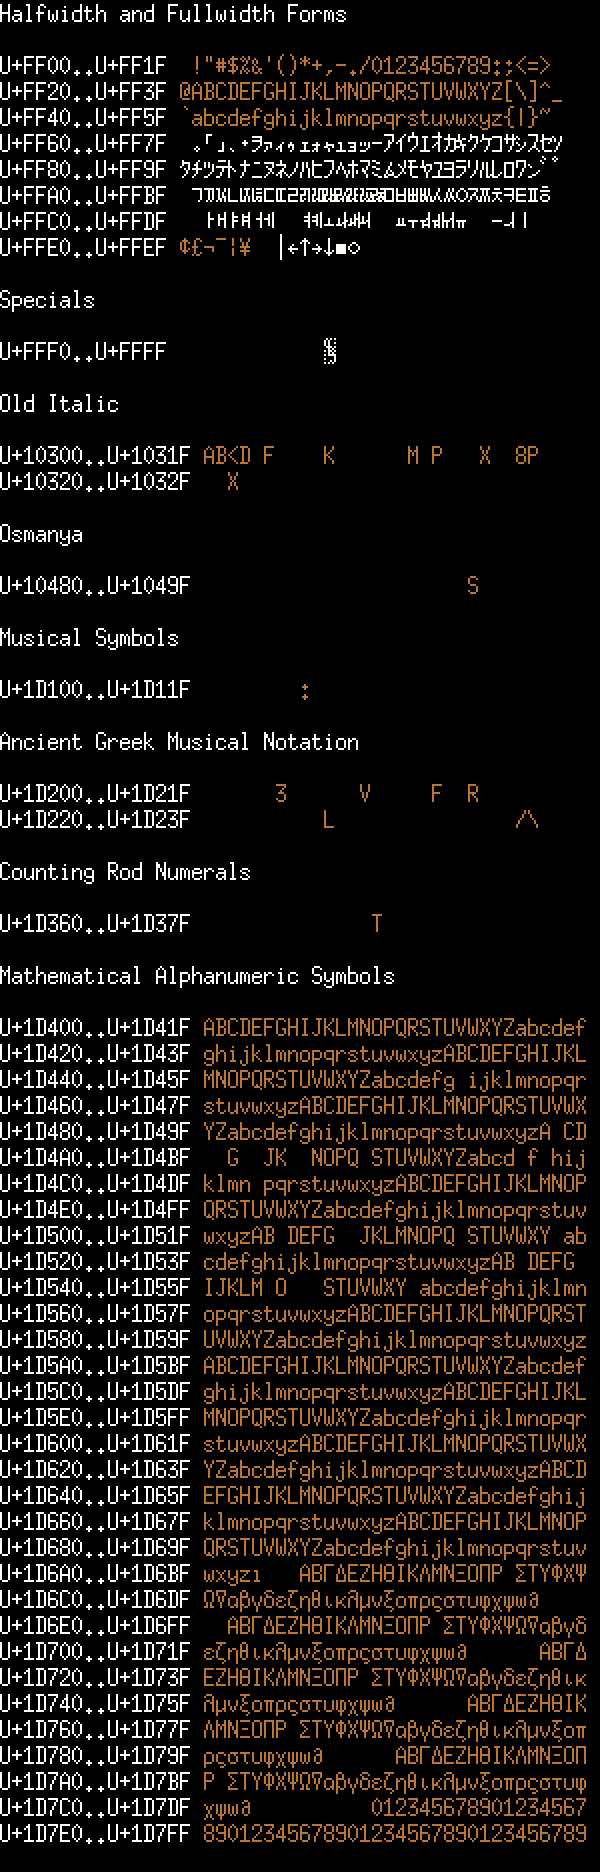 Halfwidth and Fullwidth Forms
U+FF00..U+FF1F  !"#$%&'()*+,-./0123456789:;<=>
U+FF20..U+FF3F @ABCDEFGHIJKLMNOPQRSTUVWXYZ[\]^_
U+FF40..U+FF5F `abcdefghijklmnopqrstuvwxyz{|}~
U+FF60..U+FF7F ｡｢｣､･ｦｧｨｩｪｫｬｭｮｯｰｱｲｳｴｵｶｷｸｹｺｻｼｽｾｿ
U+FF80..U+FF9F ﾀﾁﾂﾃﾄﾅﾆﾇﾈﾉﾊﾋﾌﾍﾎﾏﾐﾑﾒﾓﾔﾕﾖﾗﾘﾙﾚﾛﾜﾝﾞﾟ
U+FFA0..U+FFBF
U+FFC0..U+FFDF
U+FFE0..U+FFEF ¢£¬¯¦¥ │←↑→↓■○
Specials
U+FFF0..U+FFFF
Old Italic
U+10300..U+1031F AB<D F    K      M P   X  8P
U+10320..U+1032F   X
Osmanya
U+10480..U+1049F                       S
Musical Symbols
U+1D100..U+1D11F         :
Ancient Greek Musical Notation
U+1D200..U+1D21F       3      V     F  R
U+1D220..U+1D23F           L               /\
Counting Rod Numerals
U+1D360..U+1D37F               T
Mathematical Alphanumeric Symbols
U+1D400..U+1D41F ABCDEFGHIJKLMNOPQRSTUVWXYZabcdef
U+1D420..U+1D43F ghijklmnopqrstuvwxyzABCDEFGHIJKL
U+1D440..U+1D45F MNOPQRSTUVWXYZabcdefg ijklmnopqr
U+1D460..U+1D47F stuvwxyzABCDEFGHIJKLMNOPQRSTUVWX
U+1D480..U+1D49F YZabcdefghijklmnopqrstuvwxyzA CD
U+1D4A0..U+1D4BF   G  JK  NOPQ STUVWXYZabcd f hij
U+1D4C0..U+1D4DF klmn pqrstuvwxyzABCDEFGHIJKLMNOP
U+1D4E0..U+1D4FF QRSTUVWXYZabcdefghijklmnopqrstuv
U+1D500..U+1D51F wxyzAB DEFG  JKLMNOPQ STUVWXY ab
U+1D520..U+1D53F cdefghijklmnopqrstuvwxyzAB DEFG
U+1D540..U+1D55F IJKLM O   STUVWXY abcdefghijklmn
U+1D560..U+1D57F opqrstuvwxyzABCDEFGHIJKLMNOPQRST
U+1D580..U+1D59F UVWXYZabcdefghijklmnopqrstuvwxyz
U+1D5A0..U+1D5BF ABCDEFGHIJKLMNOPQRSTUVWXYZabcdef
U+1D5C0..U+1D5DF ghijklmnopqrstuvwxyzABCDEFGHIJKL
U+1D5E0..U+1D5FF MNOPQRSTUVWXYZabcdefghijklmnopqr
U+1D600..U+1D61F stuvwxyzABCDEFGHIJKLMNOPQRSTUVWX
U+1D620..U+1D63F YZabcdefghijklmnopqrstuvwxyzABCD
U+1D640..U+1D65F EFGHIJKLMNOPQRSTUVWXYZabcdefghij
U+1D660..U+1D67F klmnopqrstuvwxyzABCDEFGHIJKLMNOP
U+1D680..U+1D69F QRSTUVWXYZabcdefghijklmnopqrstuv
U+1D6A0..U+1D6BF wxyzı   ΑΒΓΔΕΖΗΘΙΚΛΜΝΞΟΠΡ ΣΤΥΦΧΨ
U+1D6C0..U+1D6DF Ω∇αβγδεζηθικλμνξοπρςστυφχψω∂
U+1D6E0..U+1D6FF   ΑΒΓΔΕΖΗΘΙΚΛΜΝΞΟΠΡ ΣΤΥΦΧΨΩ∇αβγδ
U+1D700..U+1D71F εζηθικλμνξοπρςστυφχψω∂      ΑΒΓΔ
U+1D720..U+1D73F ΕΖΗΘΙΚΛΜΝΞΟΠΡ ΣΤΥΦΧΨΩ∇αβγδεζηθικ
U+1D740..U+1D75F λμνξοπρςστυφχψω∂      ΑΒΓΔΕΖΗΘΙΚ
U+1D760..U+1D77F ΛΜΝΞΟΠΡ ΣΤΥΦΧΨΩ∇αβγδεζηθικλμνξοπ
U+1D780..U+1D79F ρςστυφχψω∂      ΑΒΓΔΕΖΗΘΙΚΛΜΝΞΟΠ
U+1D7A0..U+1D7BF Ρ ΣΤΥΦΧΨΩ∇αβγδεζηθικλμνξοπρςστυφ
U+1D7C0..U+1D7DF χψω∂          012345678901234567
U+1D7E0..U+1D7FF 89012345678901234567890123456789